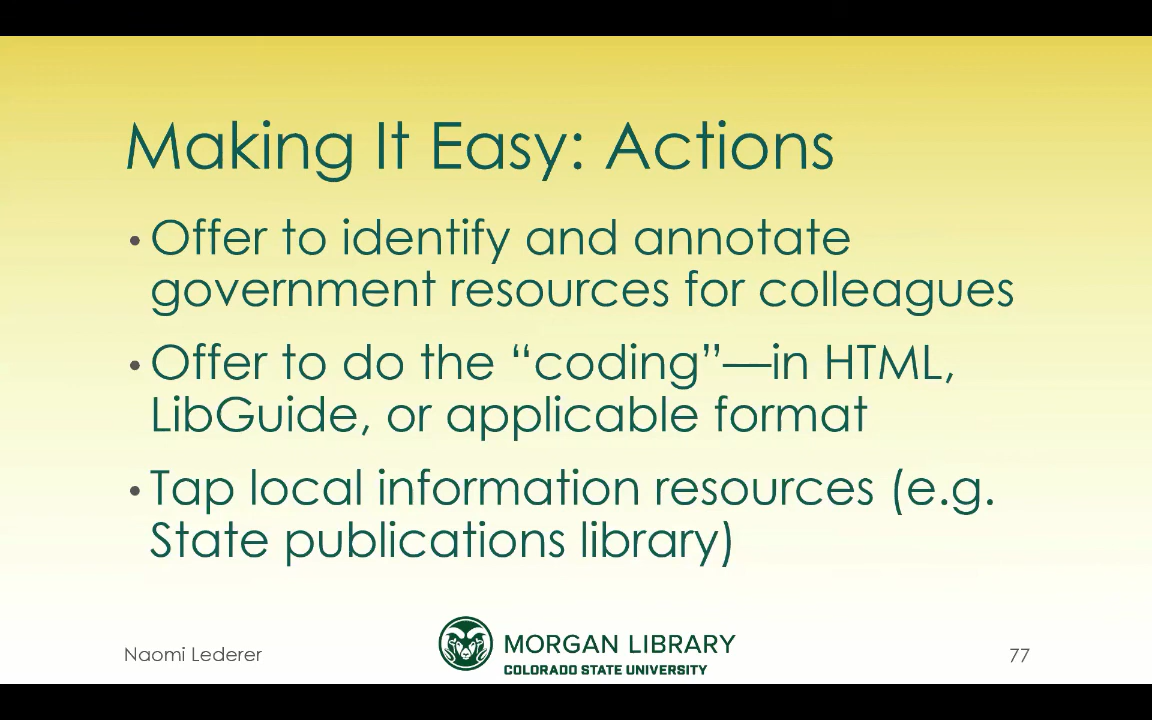 Making It Easy: Actions
• Offer to identify and annotate
government resources for colleagues
• Offer to do the “coding”—in HTML,
LibGuide, or applicable format
• Tap local information resources (e.g.
State publications library)
Naomi Lederer
MORGAN LIBRARY
COLORADO STATE UNIVERSITY
77